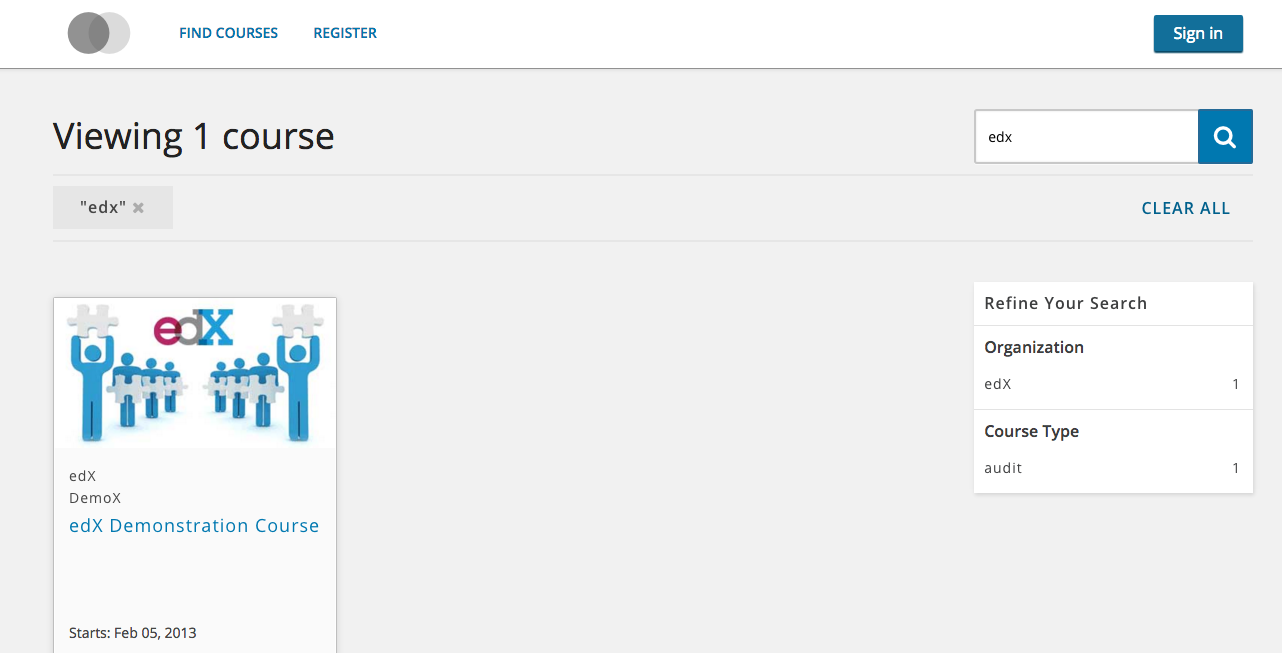 FIND COURSES
REGISTER
Sign in
Viewing 1 course
edx
"edx"
CLEAR ALL
edX
edX
DemoX
edX Demonstration Course
Starts: Feb 05, 2013
Refine Your Search
Organization
edX 1
Course Type
audit 1